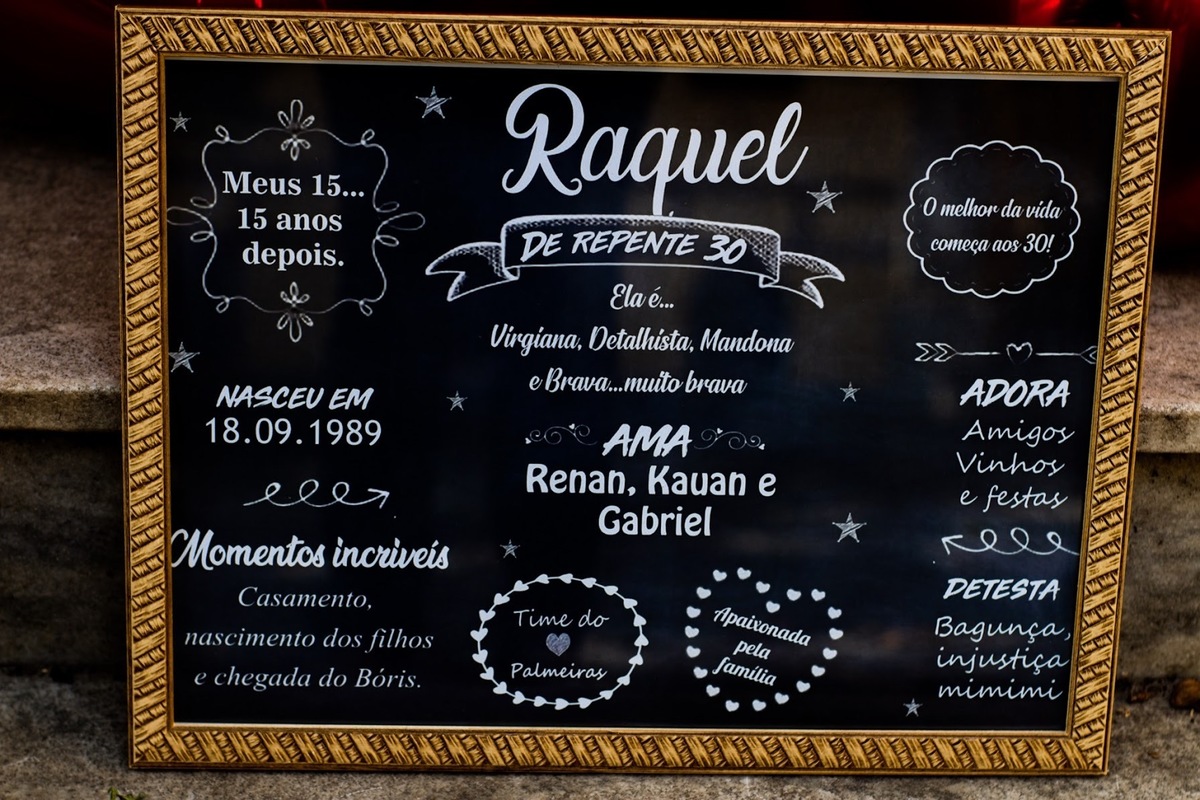 Raquel
DE REPENTE 30
Meus 15...
15 anos
depois.
O melhor da vida
começa aos 30!
Ela é...
Virgiana, Detalhista, Mandona
e Brava...muito brava
NASCEU EM
18.09.1989
AMA
Renan, Kauan e
Gabriel
ADORA
Amigos
Vinhos
e festas
Momentos incriveís
Casamento,
nascimento dos filhos
e chegada do Bóris.
Time do
Palmeiras
Apaixonada
pela
família
DETESTA
Bagunça,
injustiça
mimimi